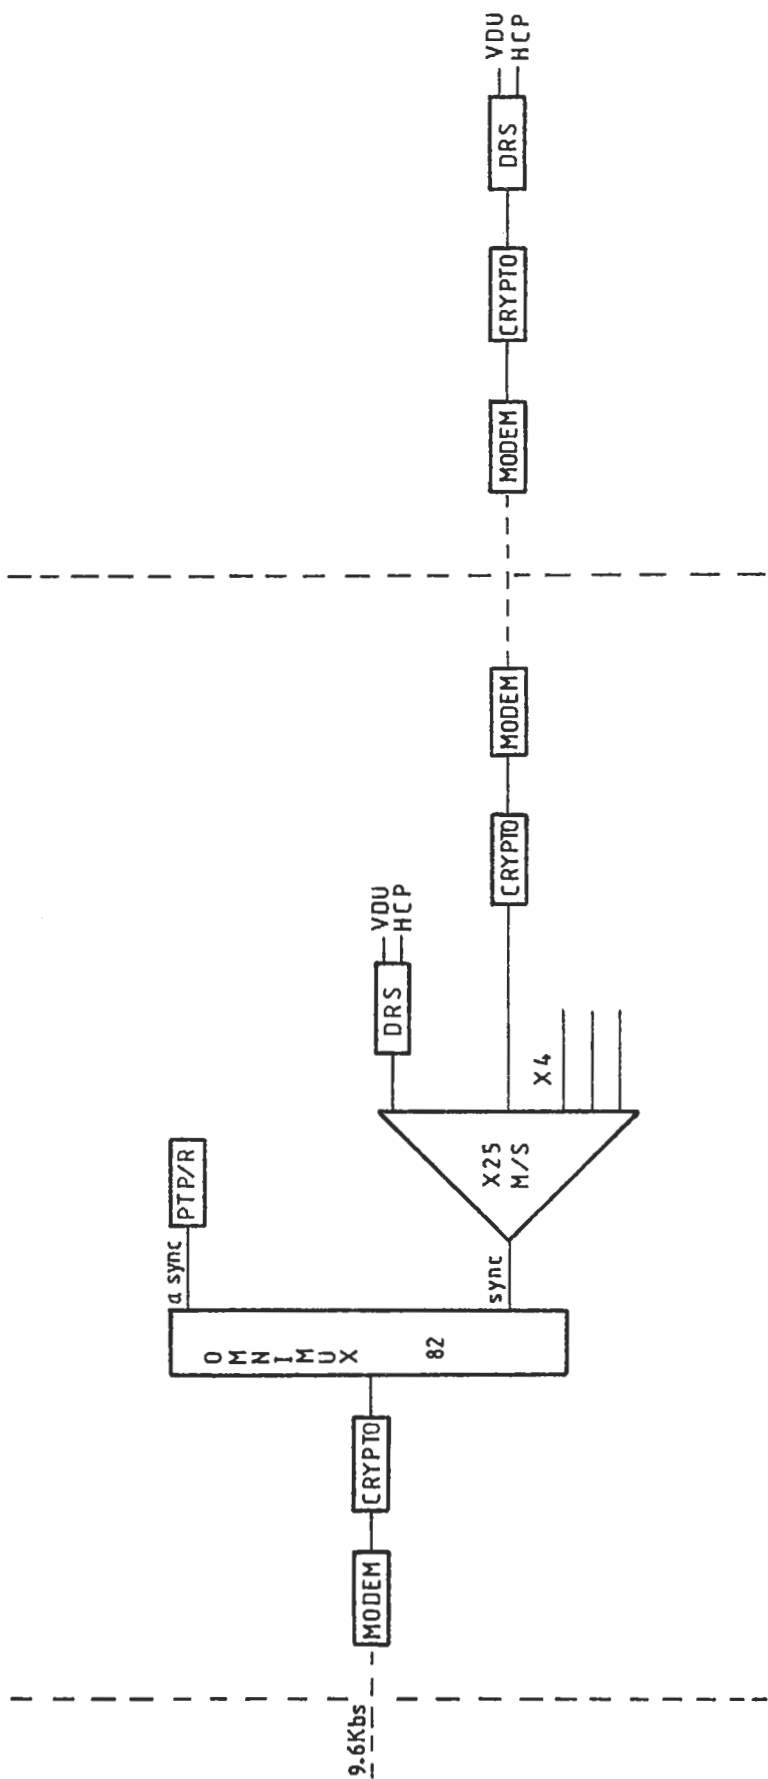 9.6Kbs
MODEM
CRYPTO
OMNIMUX
82
a sync
PTP/R
sync
X25
M/S
X4
DRS
VDU
HCP
CRYPTO
MODEM
MODEM
CRYPTO
DRS
VDU
HCP